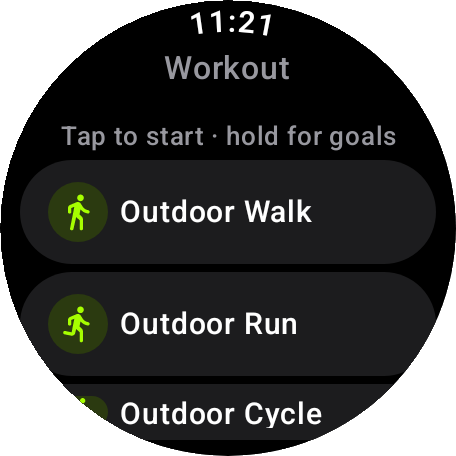 11:21
Workout
Tap to start · hold for goals
Outdoor Walk
Outdoor Run
Outdoor Cycle